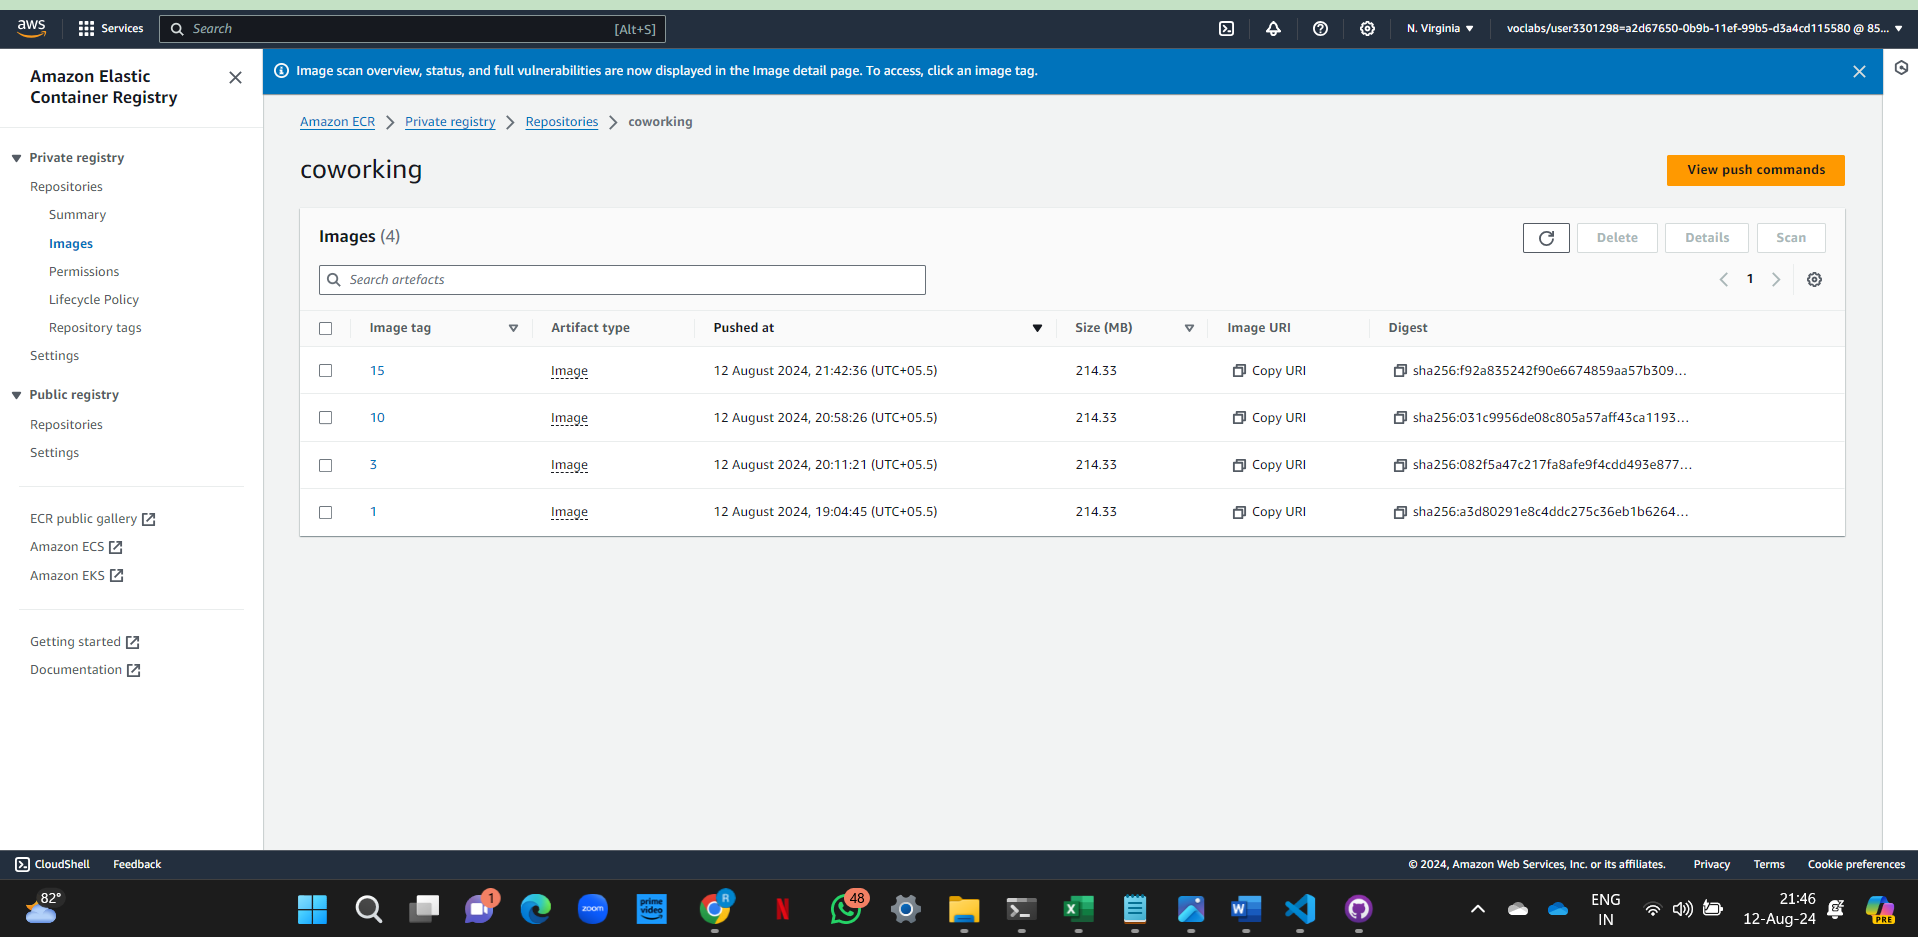 aws
Services
Search
[Alt+S]
N. Virginia
voclabs/user3301298=a2d67650-0b9b-11ef-99b5-d3a4cd115580 @ 85...
Amazon Elastic
Container Registry
Image scan overview, status, and full vulnerabilities are now displayed in the Image detail page. To access, click an image tag.
Private registry
Repositories
Summary
Images
Permissions
Lifecycle Policy
Repository tags
Settings
Public registry
Repositories
Settings
ECR public gallery
Amazon ECS
Amazon EKS
Getting started
Documentation
Amazon ECR > Private registry > Repositories > coworking
coworking
View push commands
Images (4)
Delete
Details
Scan
Search artefacts
1
Image tag Artifact type Pushed at Size (MB) Image URI Digest
15 Image 12 August 2024, 21:42:36 (UTC+05.5) 214.33 Copy URI sha256:f92a835242f90e6674859aa57b309...
10 Image 12 August 2024, 20:58:26 (UTC+05.5) 214.33 Copy URI sha256:031c9956de08c805a57aff43ca1193...
3 Image 12 August 2024, 20:11:21 (UTC+05.5) 214.33 Copy URI sha256:082f5a47c217fa8afe9f4cdd493e877...
1 Image 12 August 2024, 19:04:45 (UTC+05.5) 214.33 Copy URI sha256:a3d80291e8c4ddc275c36eb1b6264...
CloudShell
Feedback
© 2024, Amazon Web Services, Inc. or its affiliates.
Privacy
Terms
Cookie preferences
82°
1
zoom
prime
video
R
N
48
X
W
ENG
IN
21:46
12-Aug-24
PRE